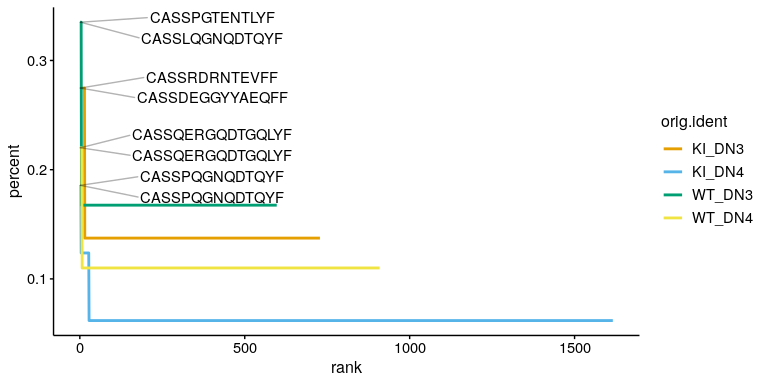 CASSPGTENTLYF
CASSLQGNQDTQYF
CASSRDRNTEVFF
CASSDEGGYYAEQFF
CASSQERGQDTGQLYF
CASSQERGQDTGQLYF
CASSPQGNQDTQYF
CASSPQGNQDTQYF
0.3
0.2
0.1
percent
0
500
1000
1500
rank
orig.ident
KI_DN3
KI_DN4
WT_DN3
WT_DN4